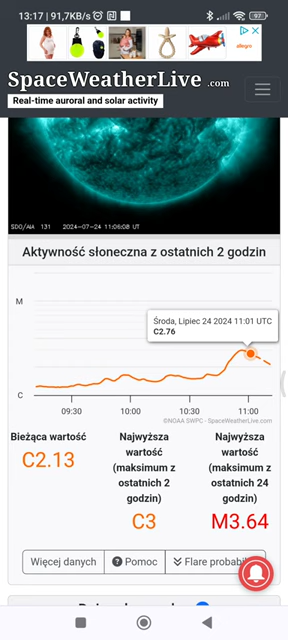 13:17 | 91,7KB/s
97
allegro
SpaceWeatherLive .com
Real-time auroral and solar activity
SDO/AIA 131 2024-07-24 11:06:08 UT
Aktywność słoneczna z ostatnich 2 godzin
M
Środa, Lipiec 24 2024 11:01 UTC
C2.76
C
09:30 10:00 10:30 11:00
©NOAA SWPC - SpaceWeatherLive.com
Bieżąca wartość
C2.13
Najwyższa
wartość
(maksimum z
ostatnich 2
godzin)
C3
Najwyższa
wartość
(maksimum z
ostatnich 24
godzin)
M3.64
Więcej danych
Pomoc
Flare probabi